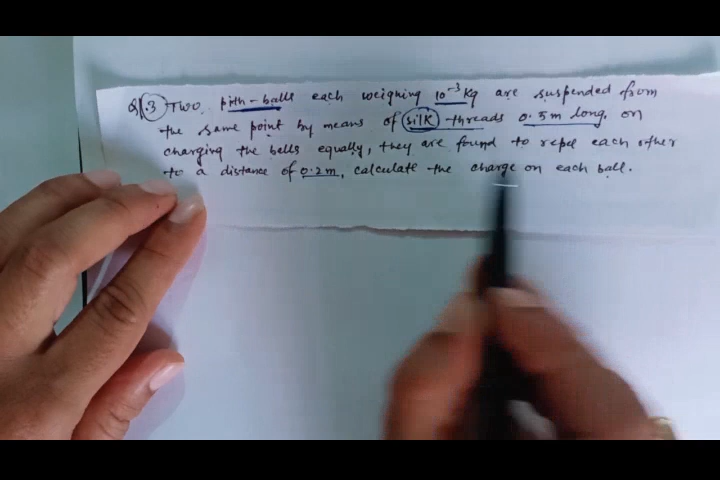 Q1.3 Two pith-balls each weighing 10⁻³ Kg are suspended from
the same point by means of silk threads 0.5m long. on
charging the balls equally, they are found to repel each other
to a distance of 0.2m. calculate the charge on each ball.